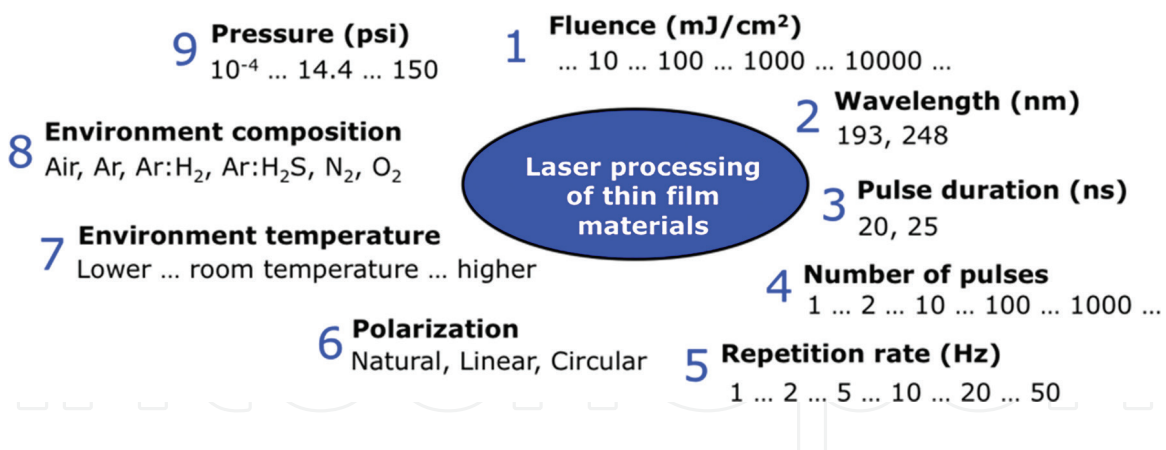 1 Fluence (mJ/cm²)
... 10 ... 100 ... 1000 ... 10000 ...
2 Wavelength (nm)
193, 248
3 Pulse duration (ns)
20, 25
4 Number of pulses
1 ... 2 ... 10 ... 100 ... 1000 ...
5 Repetition rate (Hz)
1 ... 2 ... 5 ... 10 ... 20 ... 50
6 Polarization
Natural, Linear, Circular
7 Environment temperature
Lower ... room temperature ... higher
8 Environment composition
Air, Ar, Ar:H₂, Ar:H₂S, N₂, O₂
9 Pressure (psi)
10⁻⁴ ... 14.4 ... 150
Laser processing
of thin film
materials